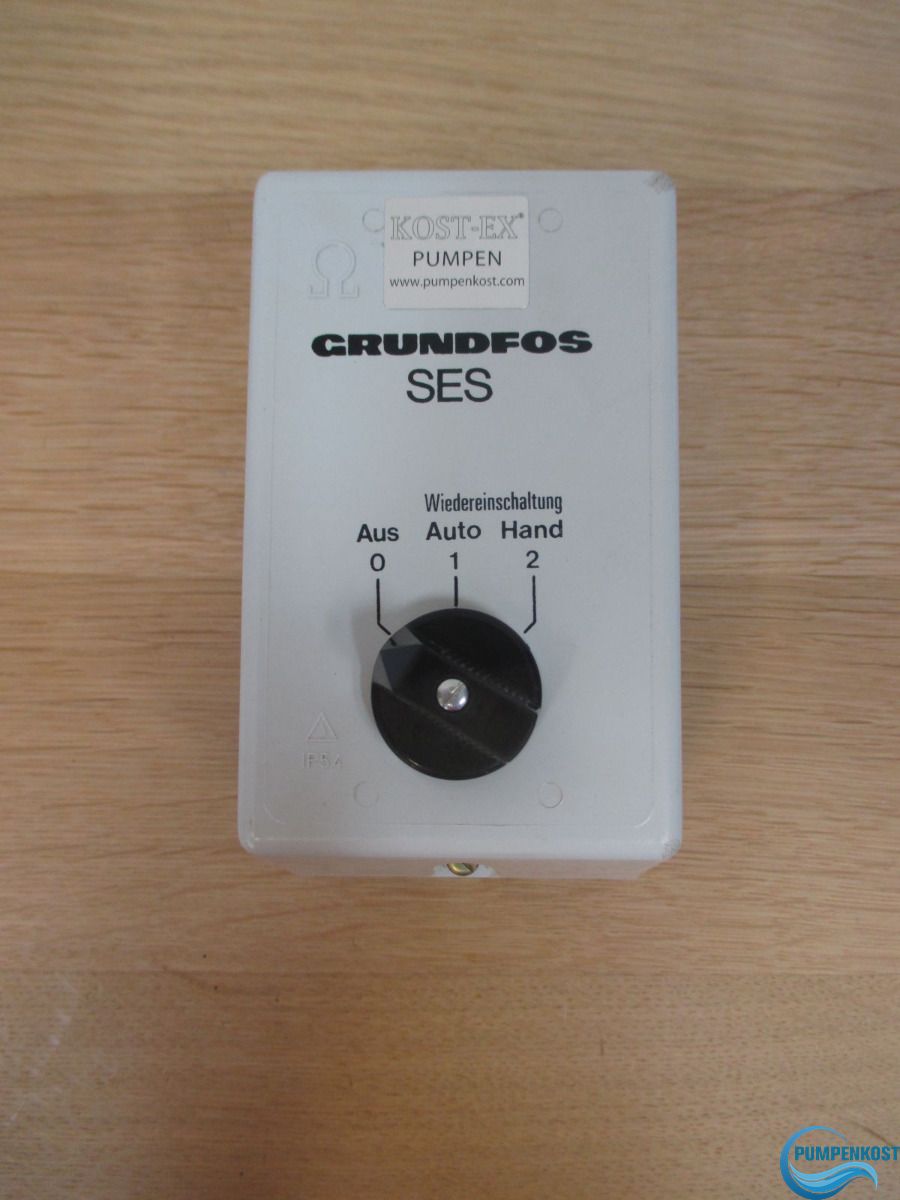 KOST-EX®
PUMPEN
www.pumpenkost.com
GRUNDFOS
SES
Wiedereinschaltung
Aus Auto Hand
0 1 2
IP54
PUMPENKOST